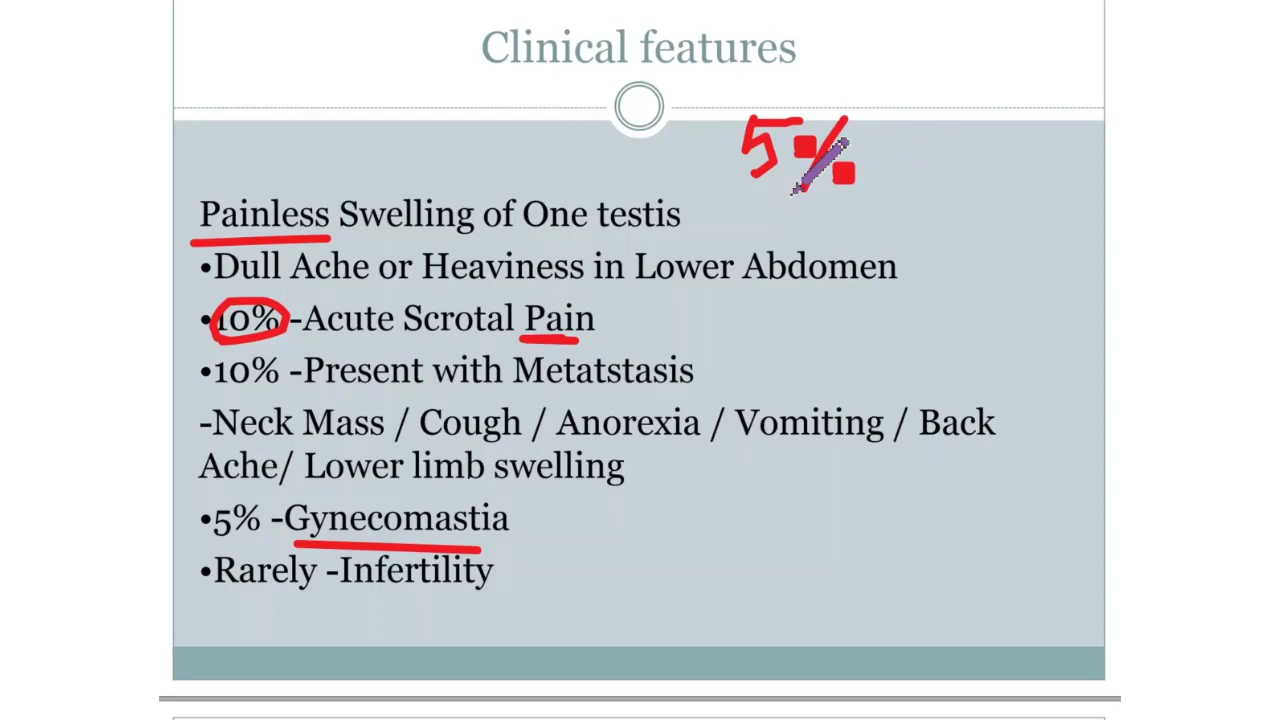 Clinical features
5%
Painless Swelling of One testis
•Dull Ache or Heaviness in Lower Abdomen
•10% -Acute Scrotal Pain
•10% -Present with Metatstasis
-Neck Mass / Cough / Anorexia / Vomiting / Back
Ache/ Lower limb swelling
•5% -Gynecomastia
•Rarely -Infertility